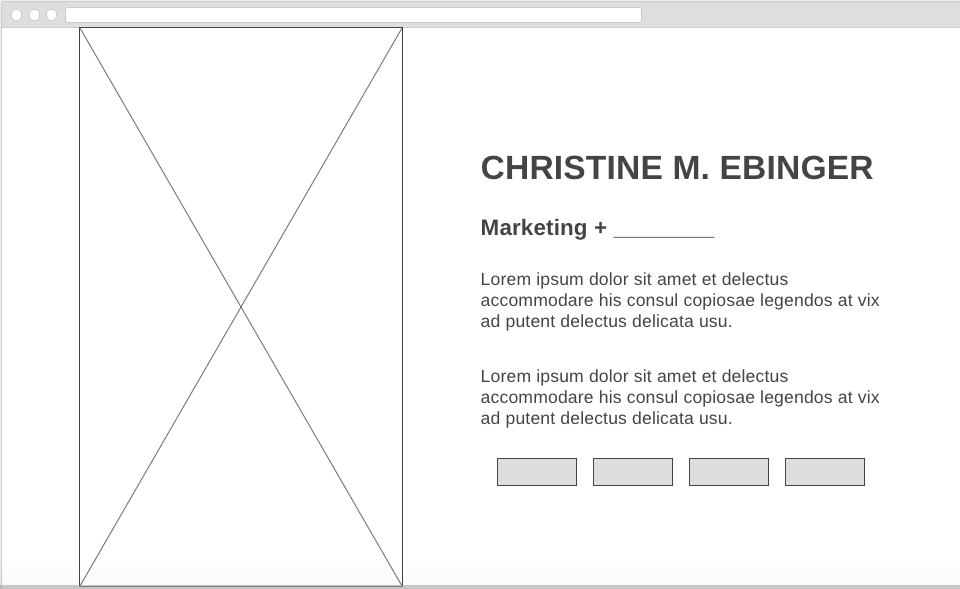 CHRISTINE M. EBINGER
Marketing + ________
Lorem ipsum dolor sit amet et delectus
accommodare his consul copiosae legendos at vix
ad putent delectus delicata usu.
Lorem ipsum dolor sit amet et delectus
accommodare his consul copiosae legendos at vix
ad putent delectus delicata usu.